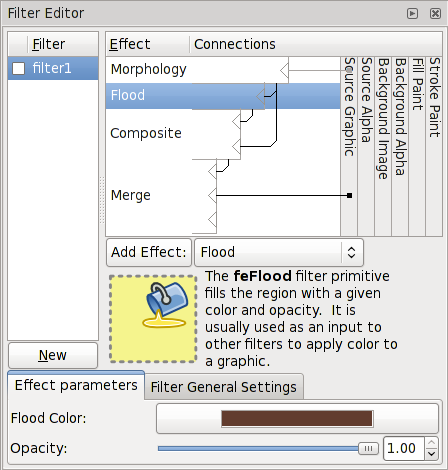 Filter Editor
Filter
Effect
Connections
filter1
Morphology
Flood
Composite
Merge
Source Graphic
Source Alpha
Background Image
Background Alpha
Fill Paint
Stroke Paint
Add Effect:
Flood
The feFlood filter primitive
fills the region with a given
color and opacity. It is
usually used as an input to
other filters to apply color to
a graphic.
New
Effect parameters
Filter General Settings
Flood Color:
Opacity:
1.00